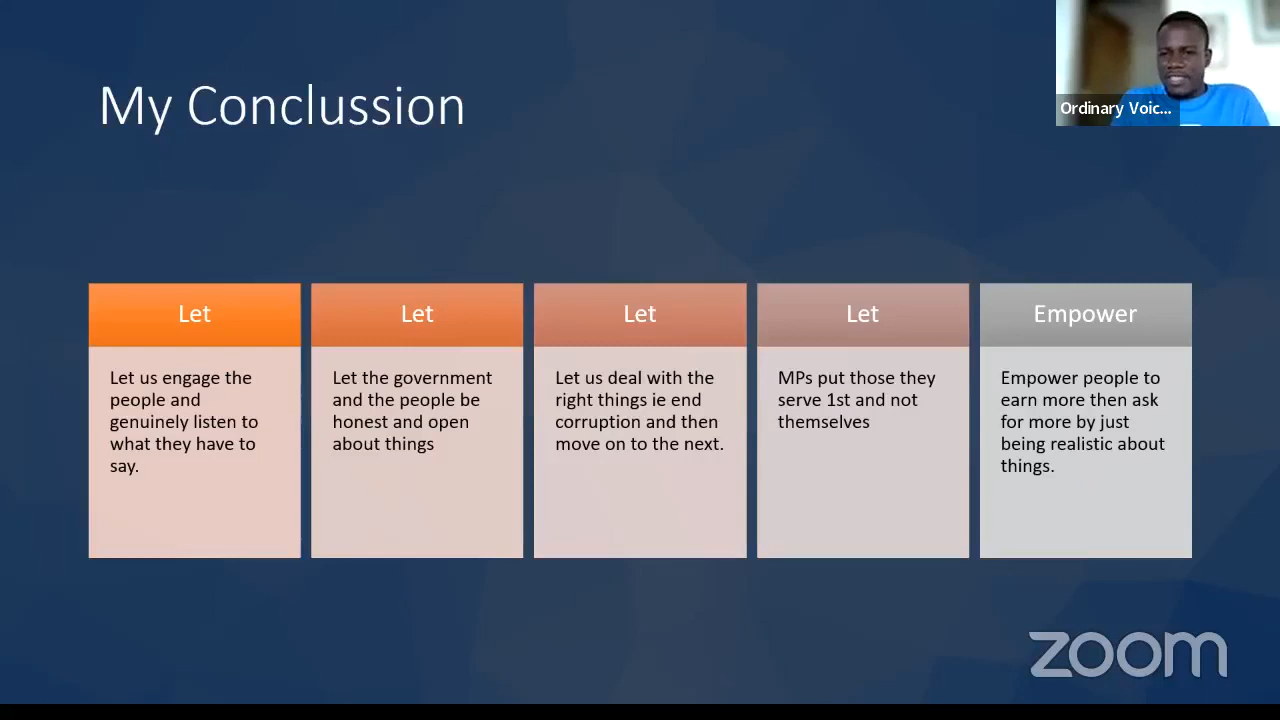 My Conclussion
Ordinary Voic...
Let
Let us engage the
people and
genuinely listen to
what they have to
say.
Let
Let the government
and the people be
honest and open
about things
Let
Let us deal with the
right things ie end
corruption and then
move on to the next.
Let
MPs put those they
serve 1st and not
themselves
Empower
Empower people to
earn more then ask
for more by just
being realistic about
things.
zoom